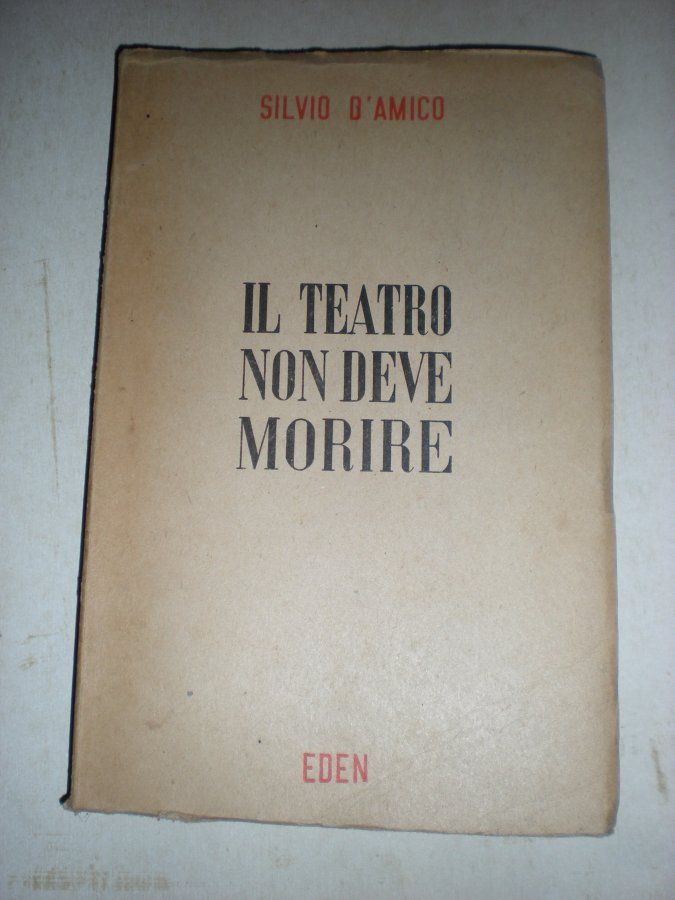 SILVIO D'AMICO
IL TEATRO
NON DEVE
MORIRE
EDEN